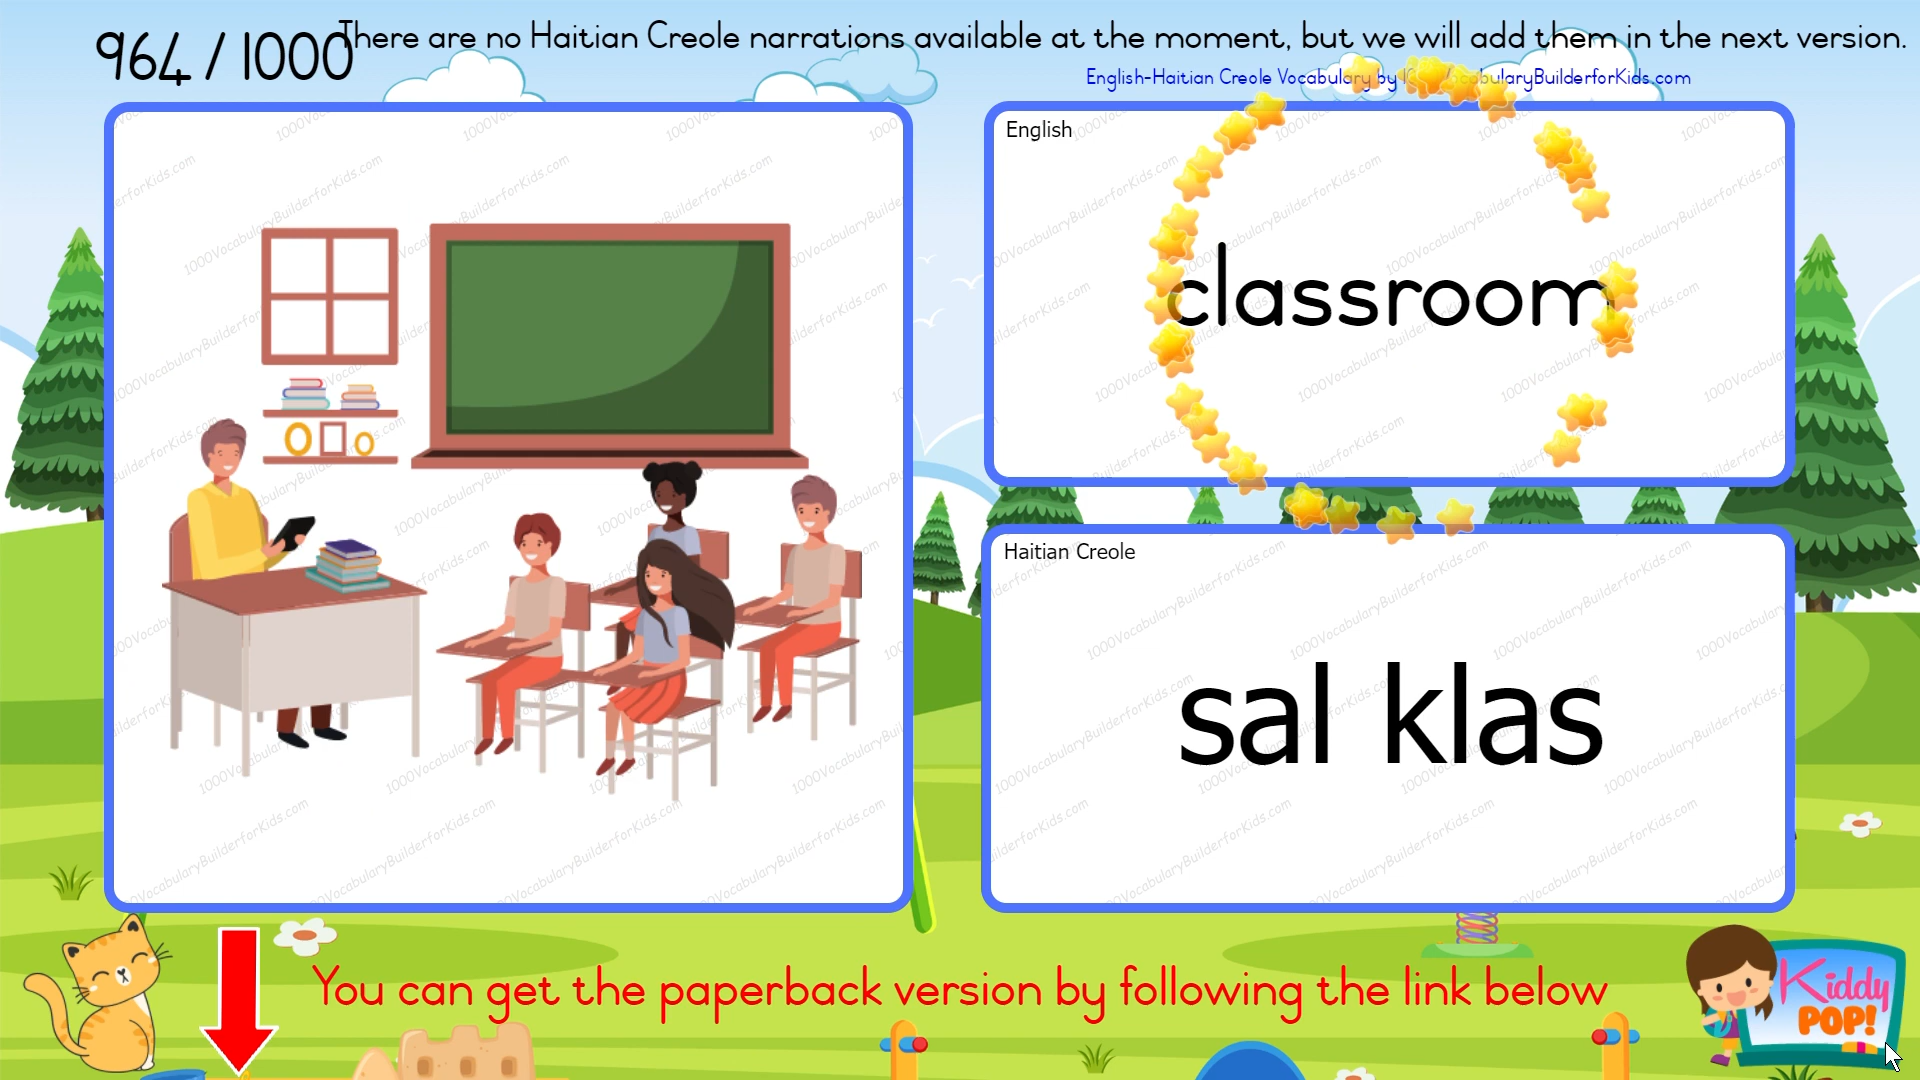 964 / 1000
There are no Haitian Creole narrations available at the moment, but we will add them in the next version.
English-Haitian Creole Vocabulary by 1000VocabularyBuilderforKids.com
English
classroom
Haitian Creole
sal klas
You can get the paperback version by following the link below
Kiddy
POP!